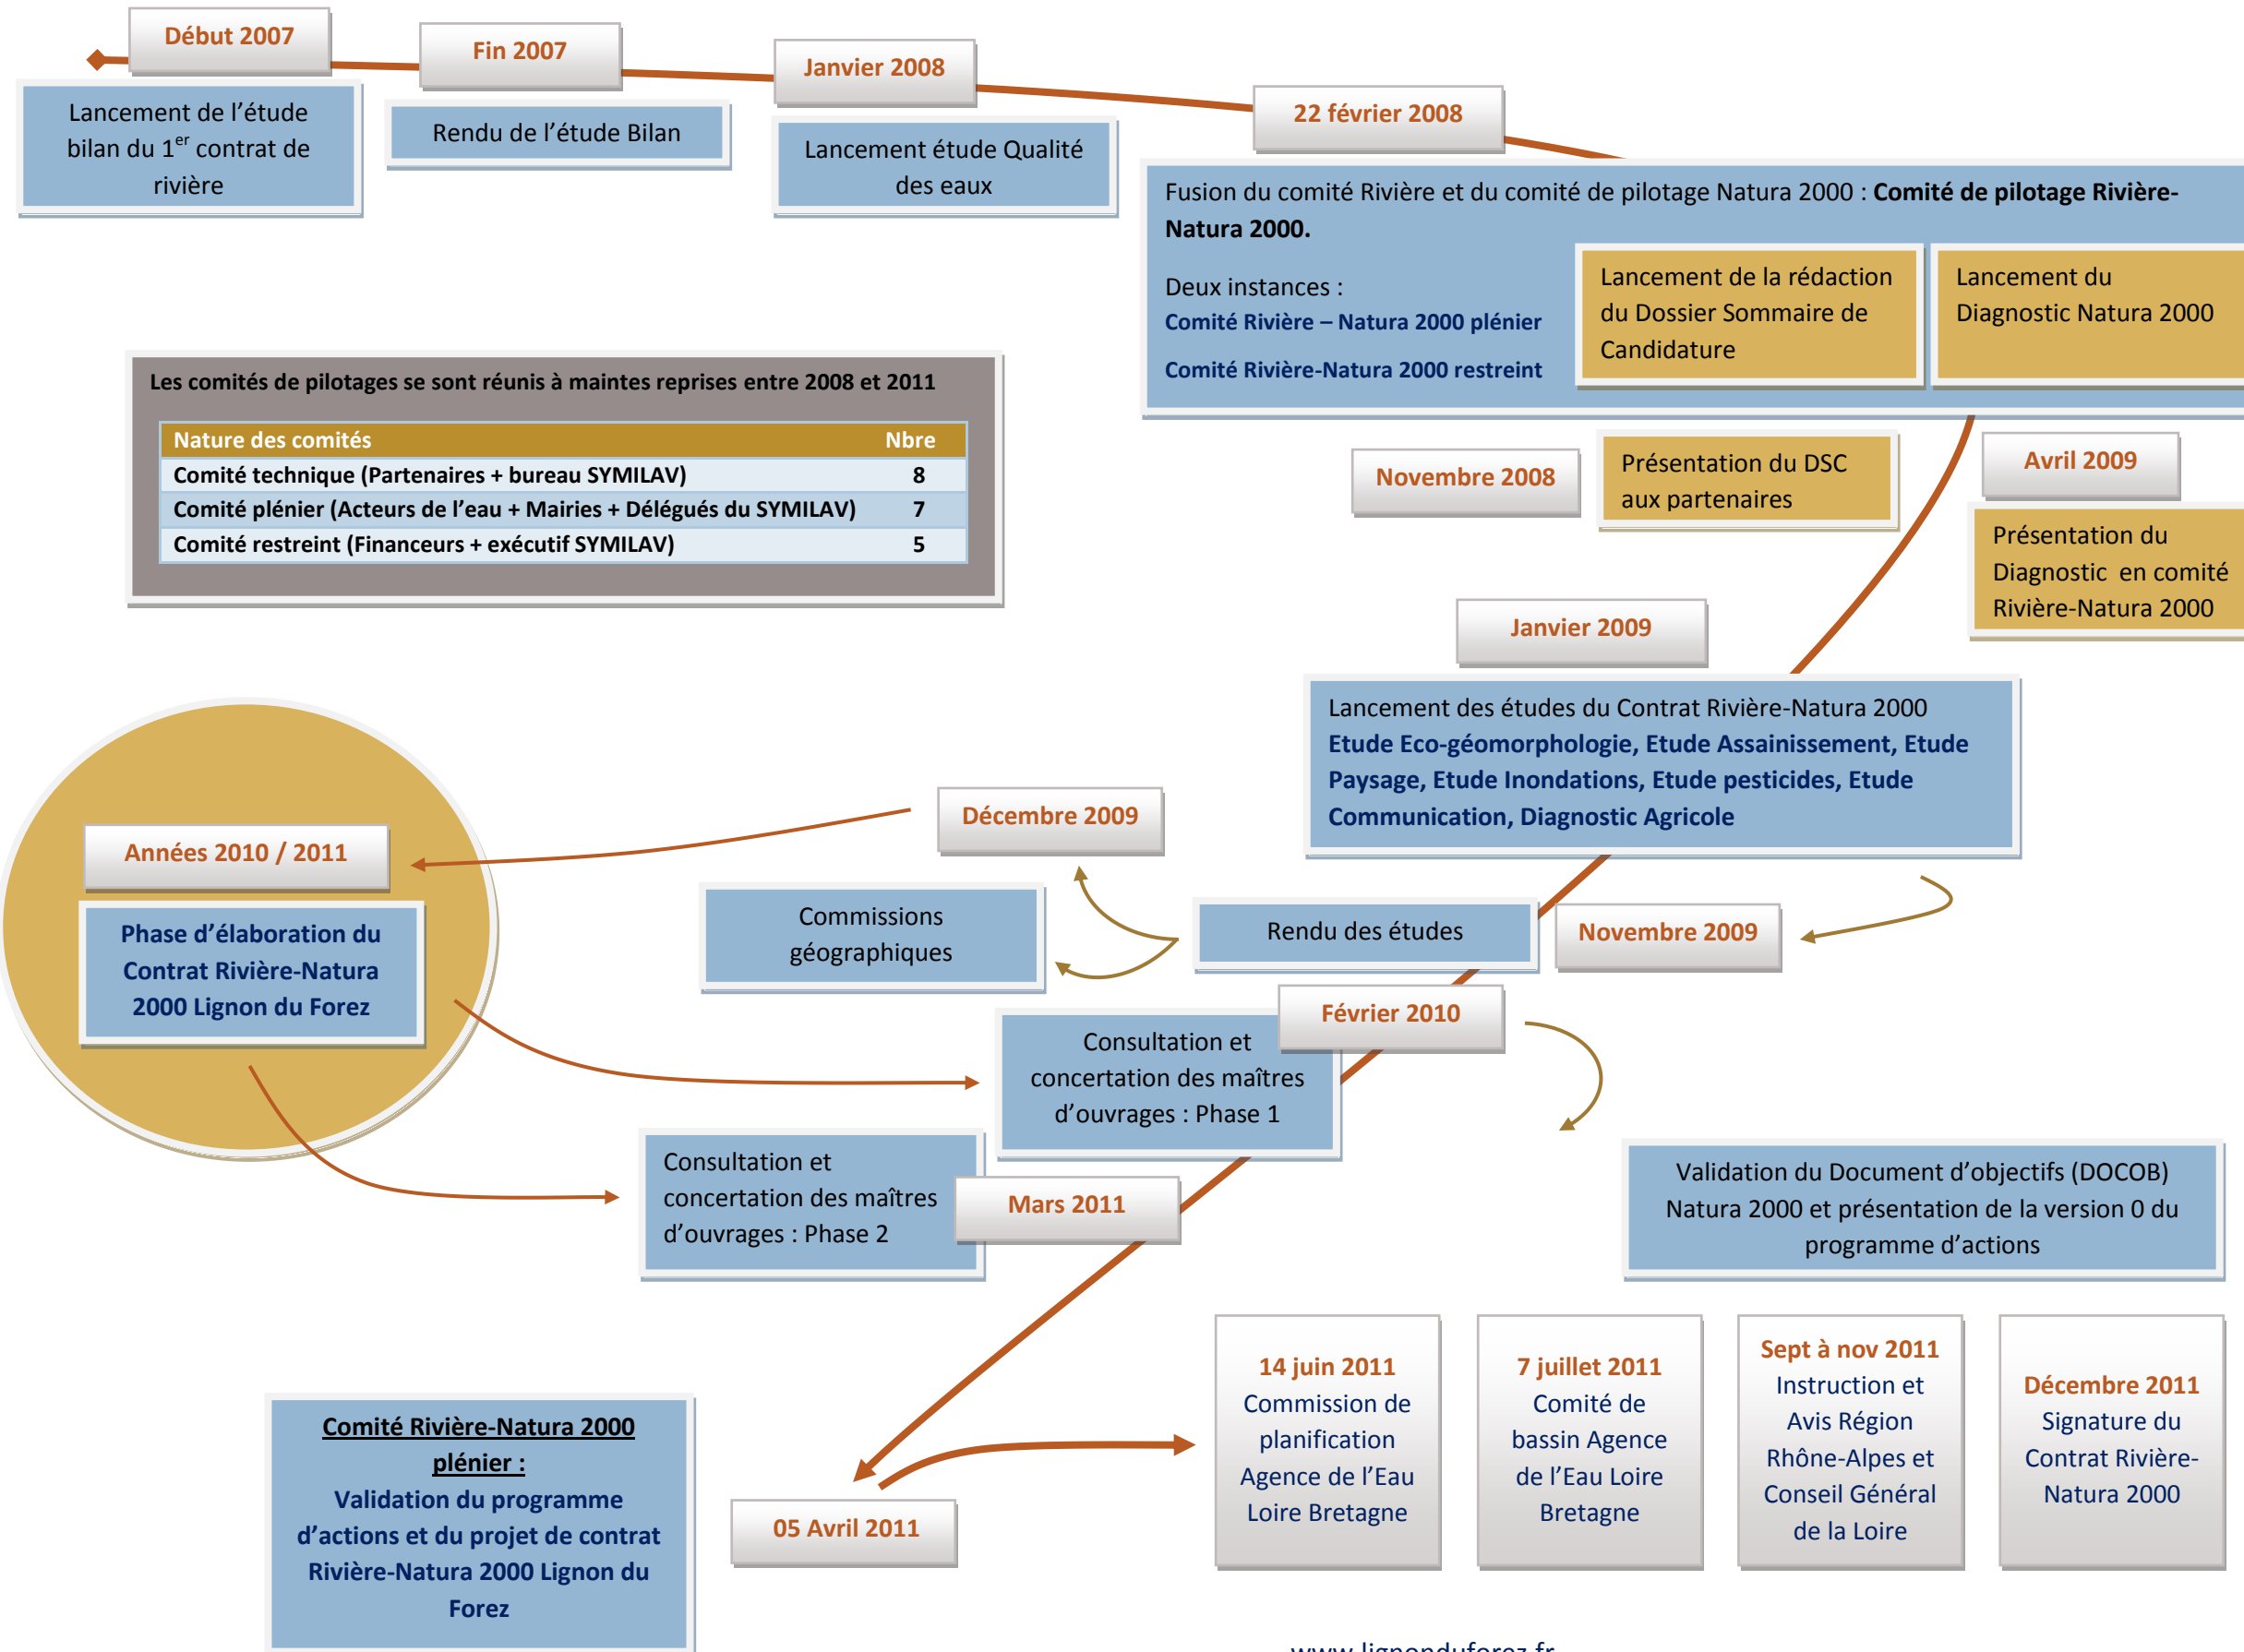 Début 2007
Lancement de l'étude
bilan du 1er contrat de
rivière
Fin 2007
Rendu de l'étude Bilan
Janvier 2008
Lancement étude Qualité
des eaux
22 février 2008
Fusion du comité Rivière et du comité de pilotage Natura 2000 : Comité de pilotage Rivière-
Natura 2000.
Deux instances :
Comité Rivière – Natura 2000 plénier
Comité Rivière-Natura 2000 restreint
Lancement de la rédaction
du Dossier Sommaire de
Candidature
Lancement du
Diagnostic Natura 2000
Les comités de pilotages se sont réunis à maintes reprises entre 2008 et 2011
Nature des comités Nbre
Comité technique (Partenaires + bureau SYMILAV) 8
Comité plénier (Acteurs de l'eau + Mairies + Délégués du SYMILAV) 7
Comité restreint (Financeurs + exécutif SYMILAV) 5
Novembre 2008
Présentation du DSC
aux partenaires
Avril 2009
Présentation du
Diagnostic en comité
Rivière-Natura 2000
Janvier 2009
Lancement des études du Contrat Rivière-Natura 2000
Etude Eco-géomorphologie, Etude Assainissement, Etude
Paysage, Etude Inondations, Etude pesticides, Etude
Communication, Diagnostic Agricole
Décembre 2009
Commissions
géographiques
Rendu des études
Novembre 2009
Années 2010 / 2011
Phase d'élaboration du
Contrat Rivière-Natura
2000 Lignon du Forez
Février 2010
Consultation et
concertation des maîtres
d'ouvrages : Phase 1
Consultation et
concertation des maîtres
d'ouvrages : Phase 2
Mars 2011
Validation du Document d'objectifs (DOCOB)
Natura 2000 et présentation de la version 0 du
programme d'actions
Comité Rivière-Natura 2000
plénier :
Validation du programme
d'actions et du projet de contrat
Rivière-Natura 2000 Lignon du
Forez
05 Avril 2011
14 juin 2011
Commission de
planification
Agence de l'Eau
Loire Bretagne
7 juillet 2011
Comité de
bassin Agence
de l'Eau Loire
Bretagne
Sept à nov 2011
Instruction et
Avis Région
Rhône-Alpes et
Conseil Général
de la Loire
Décembre 2011
Signature du
Contrat Rivière-
Natura 2000
www.lignonduforez.fr